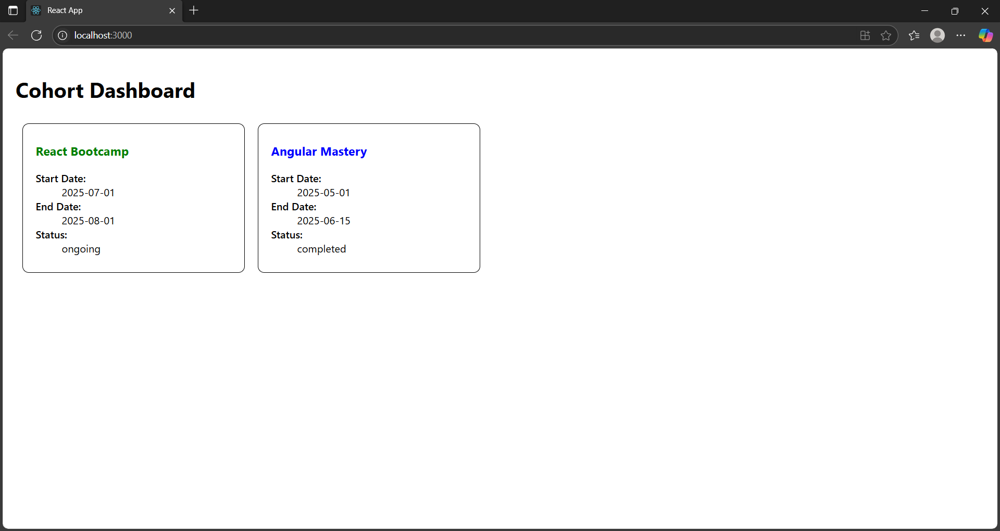 React App
localhost:3000
Cohort Dashboard
React Bootcamp
Start Date:
2025-07-01
End Date:
2025-08-01
Status:
ongoing
Angular Mastery
Start Date:
2025-05-01
End Date:
2025-06-15
Status:
completed